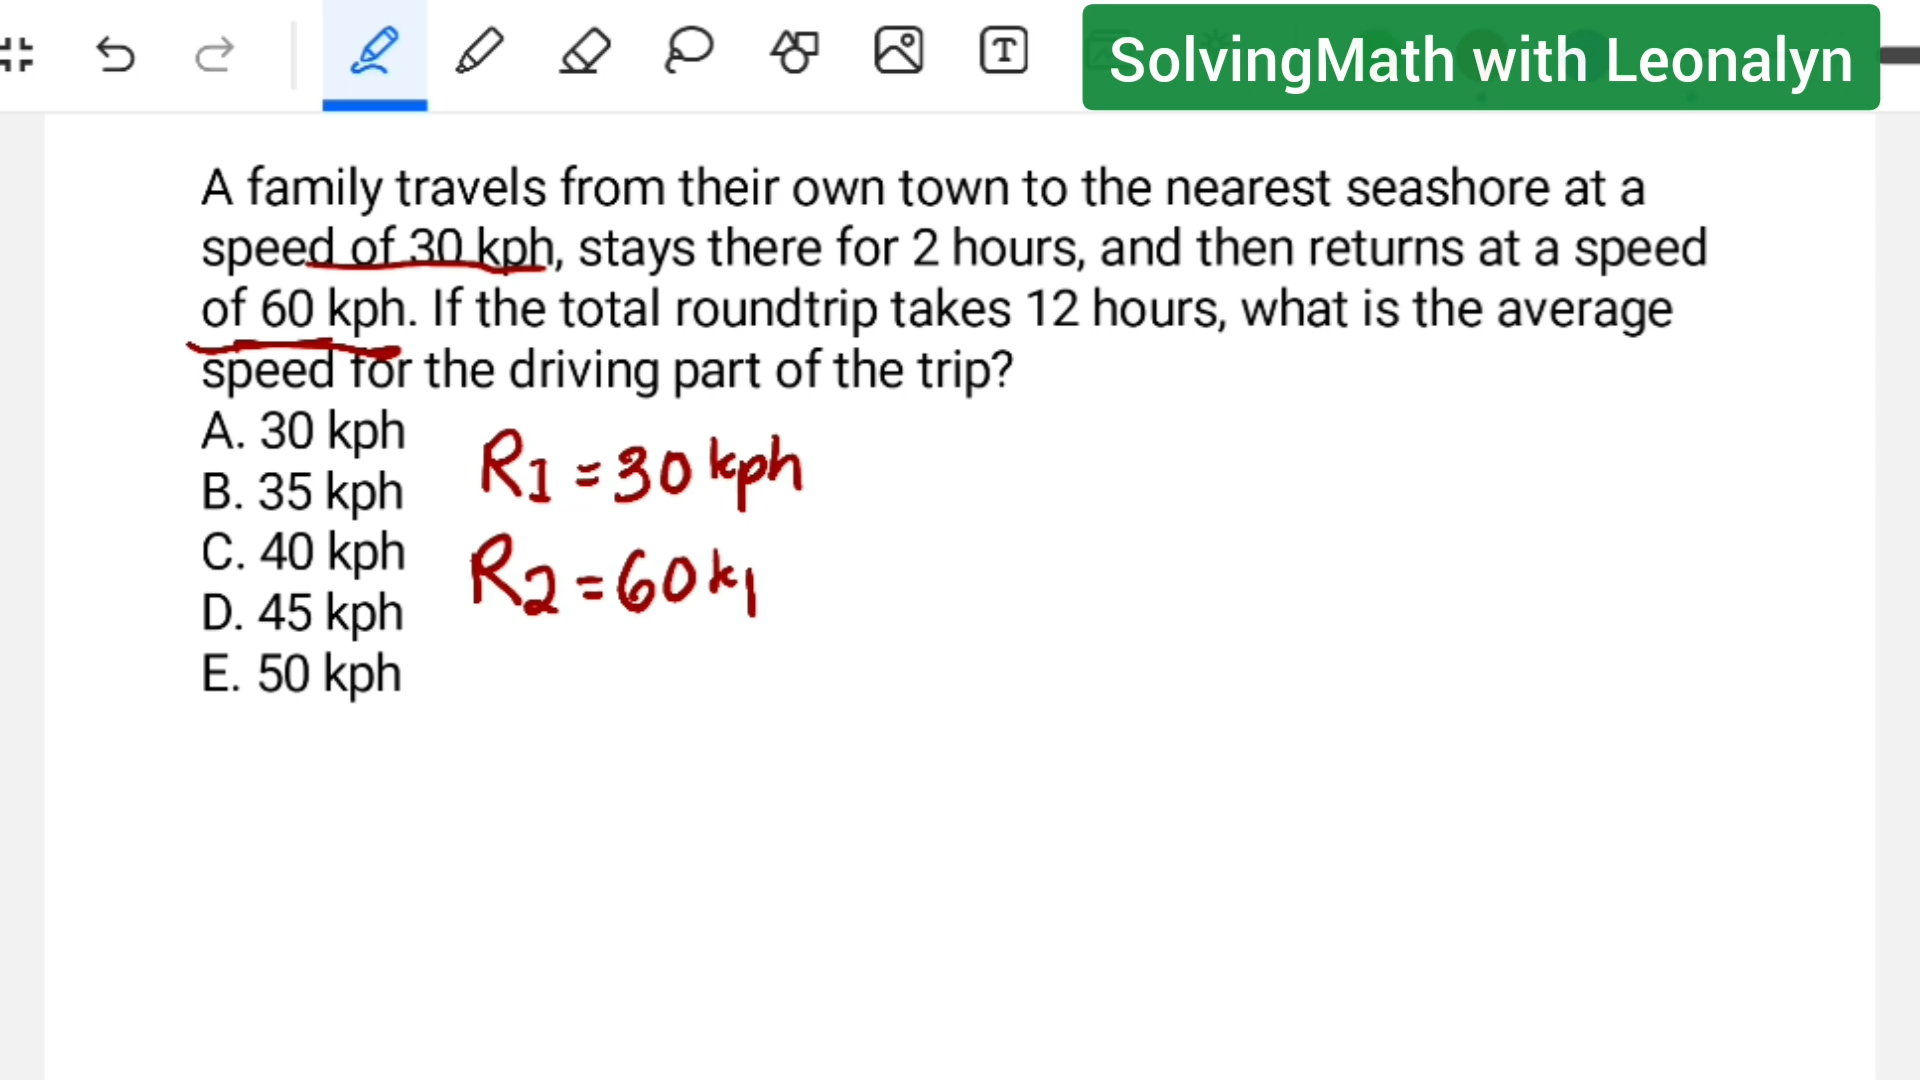 SolvingMath with Leonalyn
A family travels from their own town to the nearest seashore at a
speed of 30 kph, stays there for 2 hours, and then returns at a speed
of 60 kph. If the total roundtrip takes 12 hours, what is the average
speed for the driving part of the trip?
A. 30 kph
B. 35 kph
C. 40 kph
D. 45 kph
E. 50 kph
R1 = 30 kph
R2 = 60 k